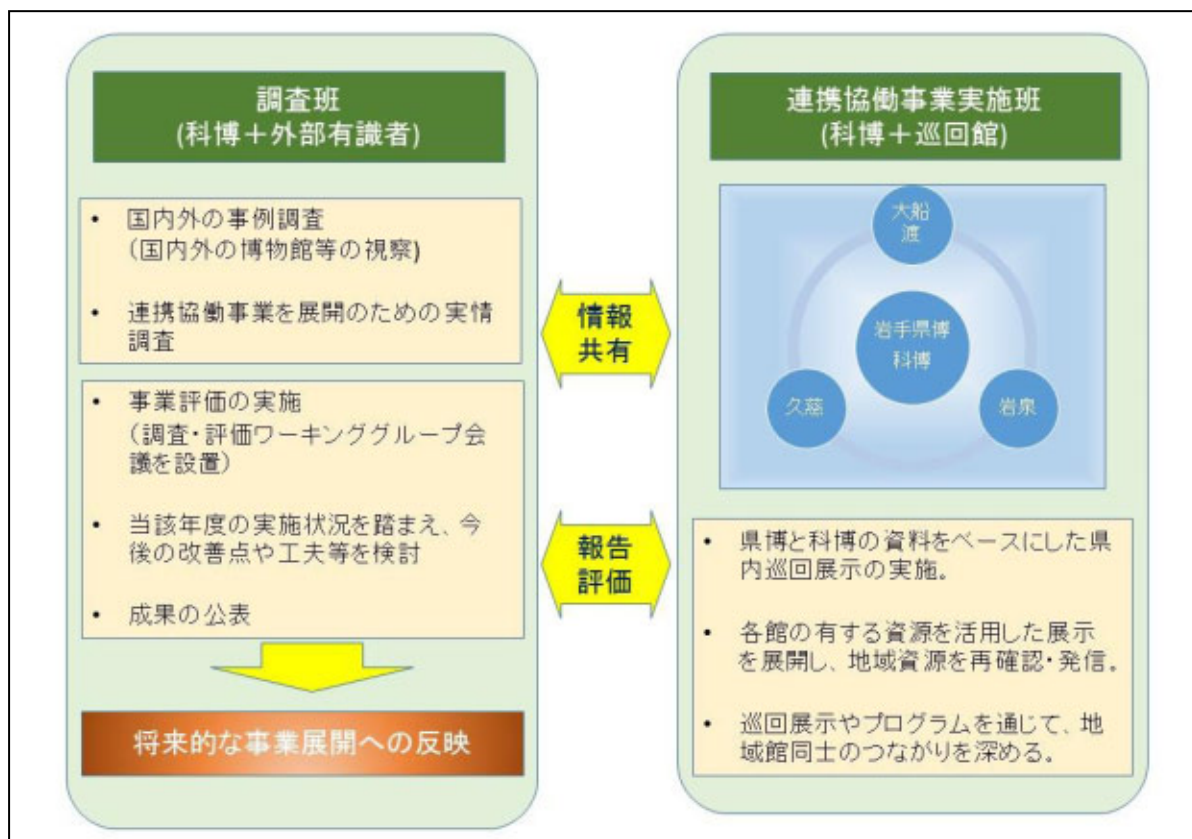 調査班
(科博＋外部有識者)
• 国内外の事例調査
（国内外の博物館等の視察）
• 連携協働事業を展開のための実情
調査
• 事業評価の実施
（調査・評価ワーキンググループ会
議を設置）
• 当該年度の実施状況を踏まえ、今
後の改善点や工夫等を検討
• 成果の公表
将来的な事業展開への反映
情報
共有
報告
評価
連携協働事業実施班
(科博＋巡回館)
大船
渡
岩手県博
科博
久慈
岩泉
• 県博と科博の資料をベースにした県
内巡回展示の実施。
• 各館の有する資源を活用した展示
を展開し、地域資源を再確認・発信。
• 巡回展示やプログラムを通じて、地
域館同士のつながりを深める。